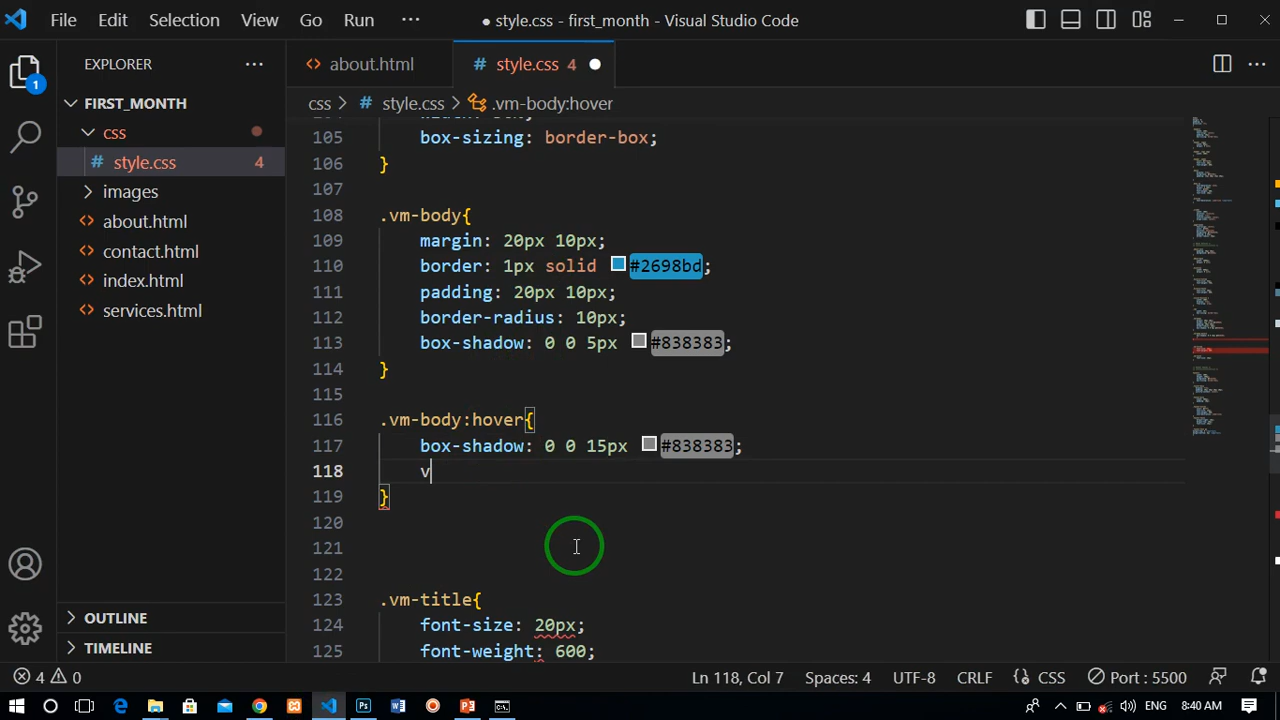 File Edit Selection View Go Run ··· ● style.css - first_month - Visual Studio Code
EXPLORER ···
about.html
# style.css 4
css > # style.css > .vm-body:hover
1
FIRST_MONTH
css
# style.css 4
images
<> about.html
<> contact.html
<> index.html
<> services.html
OUTLINE
TIMELINE
105 box-sizing: border-box;
106 }
107
108 .vm-body{
109 margin: 20px 10px;
110 border: 1px solid #2698bd;
111 padding: 20px 10px;
112 border-radius: 10px;
113 box-shadow: 0 0 5px #838383;
114 }
115
116 .vm-body:hover{
117 box-shadow: 0 0 15px #838383;
118 v
119 }
120
121
122
123 .vm-title{
124 font-size: 20px;
125 font-weight: 600;
4 0 Ln 118, Col 7 Spaces: 4 UTF-8 CRLF {} CSS Port : 5500
ENG 8:40 AM